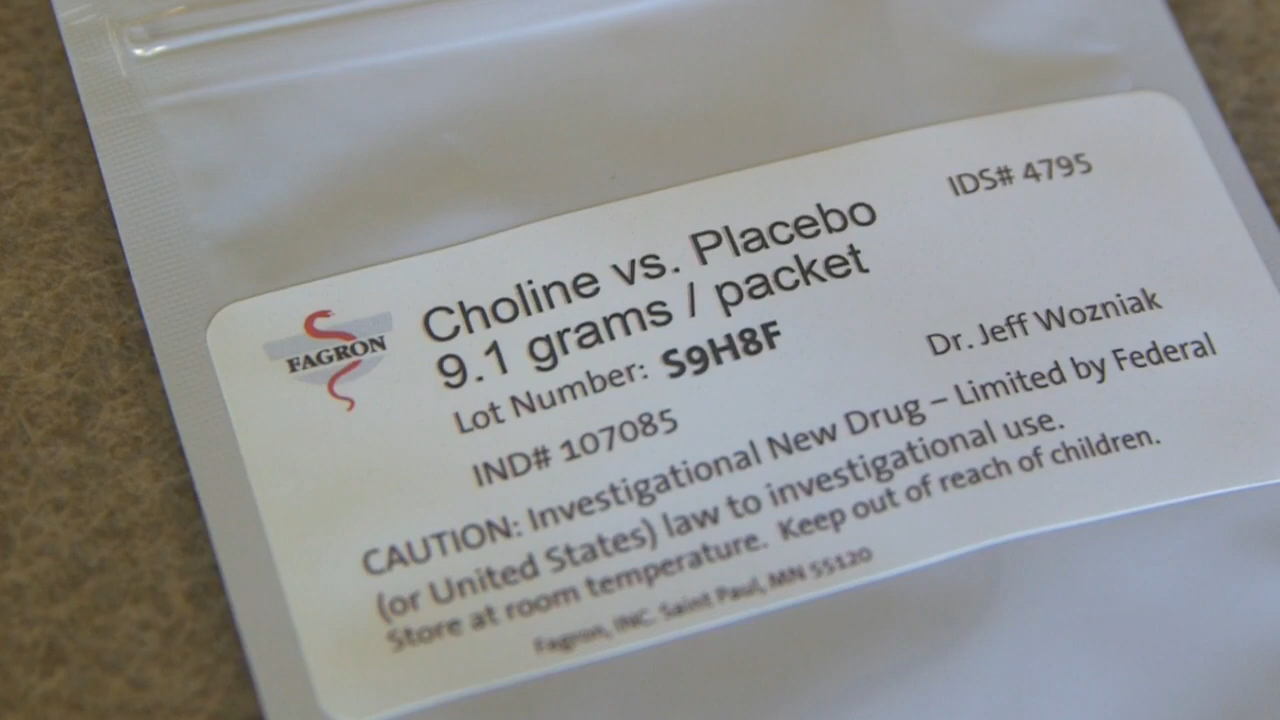 IDS# 4795
Choline vs. Placebo
9.1 grams / packet
FAGRON
Lot Number: S9H8F
Dr. Jeff Wozniak
IND# 107085
CAUTION: Investigational New Drug – Limited by Federal
(or United States) law to investigational use.
Store at room temperature. Keep out of reach of children.
Fagron, INC. Saint Paul, MN 55120